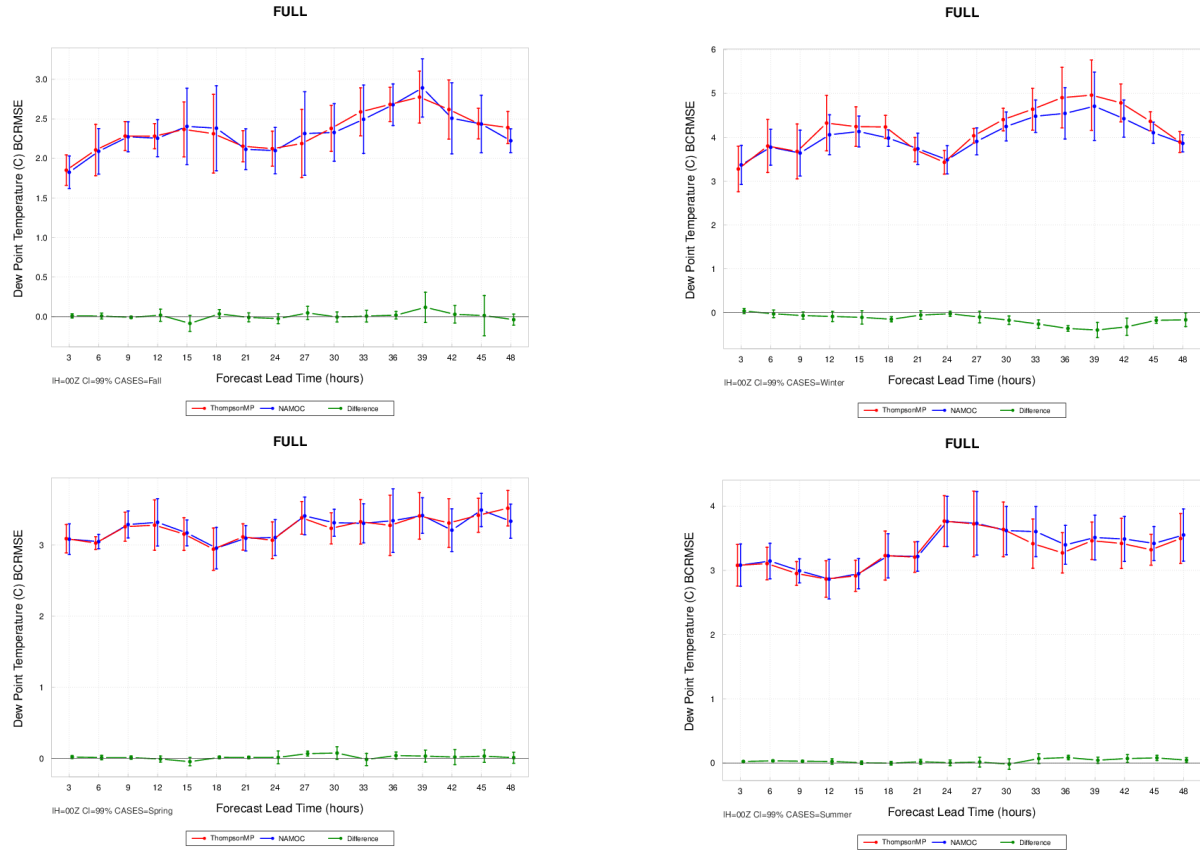 FULL
Dew Point Temperature (C) BCRMSE
3.0
2.5
2.0
1.5
1.0
0.5
0.0
3 6 9 12 15 18 21 24 27 30 33 36 39 42 45 48
IH=00Z CI=99% CASES=Fall
Forecast Lead Time (hours)
ThompsonMP NAMOC Difference
FULL
Dew Point Temperature (C) BCRMSE
6
5
4
3
2
1
0
3 6 9 12 15 18 21 24 27 30 33 36 39 42 45 48
IH=00Z CI=99% CASES=Winter
Forecast Lead Time (hours)
ThompsonMP NAMOC Difference
FULL
Dew Point Temperature (C) BCRMSE
3
2
1
0
3 6 9 12 15 18 21 24 27 30 33 36 39 42 45 48
IH=00Z CI=99% CASES=Spring
Forecast Lead Time (hours)
ThompsonMP NAMOC Difference
FULL
Dew Point Temperature (C) BCRMSE
4
3
2
1
0
3 6 9 12 15 18 21 24 27 30 33 36 39 42 45 48
IH=00Z CI=99% CASES=Summer
Forecast Lead Time (hours)
ThompsonMP NAMOC Difference